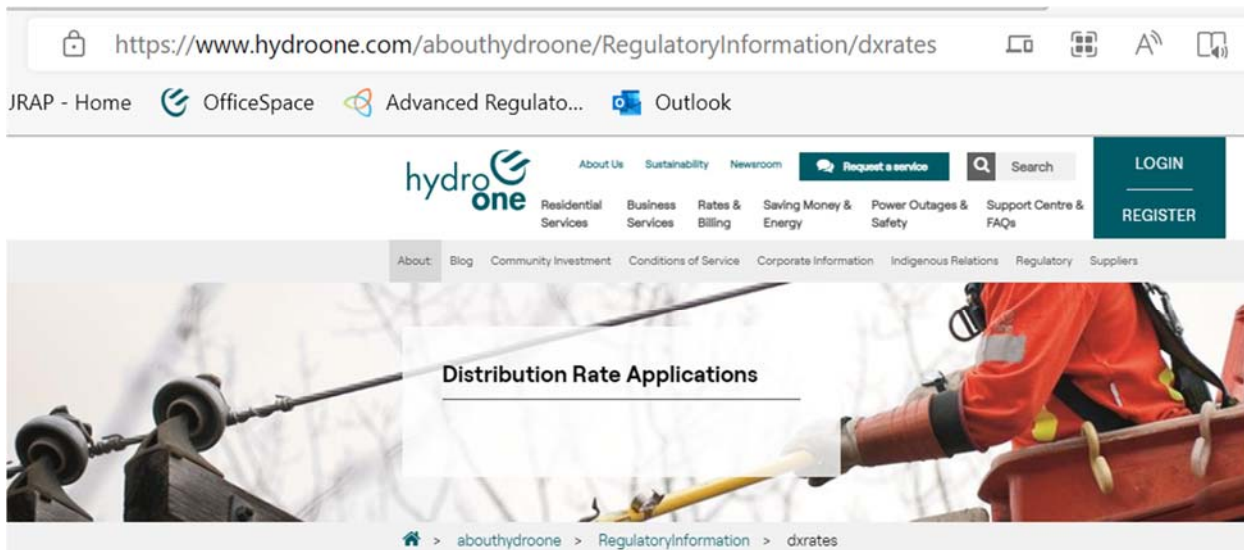 https://www.hydroone.com/abouthydroone/RegulatoryInformation/dxrates
JRAP - Home OfficeSpace Advanced Regulato... Outlook
hydro one
About Us Sustainability Newsroom Request a service Search
LOGIN
REGISTER
Residential Services Business Services Rates & Billing Saving Money & Energy Power Outages & Safety Support Centre & FAQs
About: Blog Community Investment Conditions of Service Corporate Information Indigenous Relations Regulatory Suppliers
Distribution Rate Applications
> abouthydroone > RegulatoryInformation > dxrates